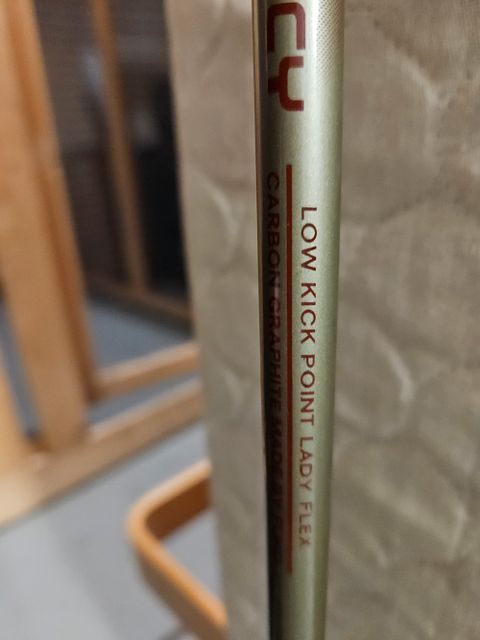 CY
LOW KICK POINT LADY FLEX
CARBON GRAPHITE MADE